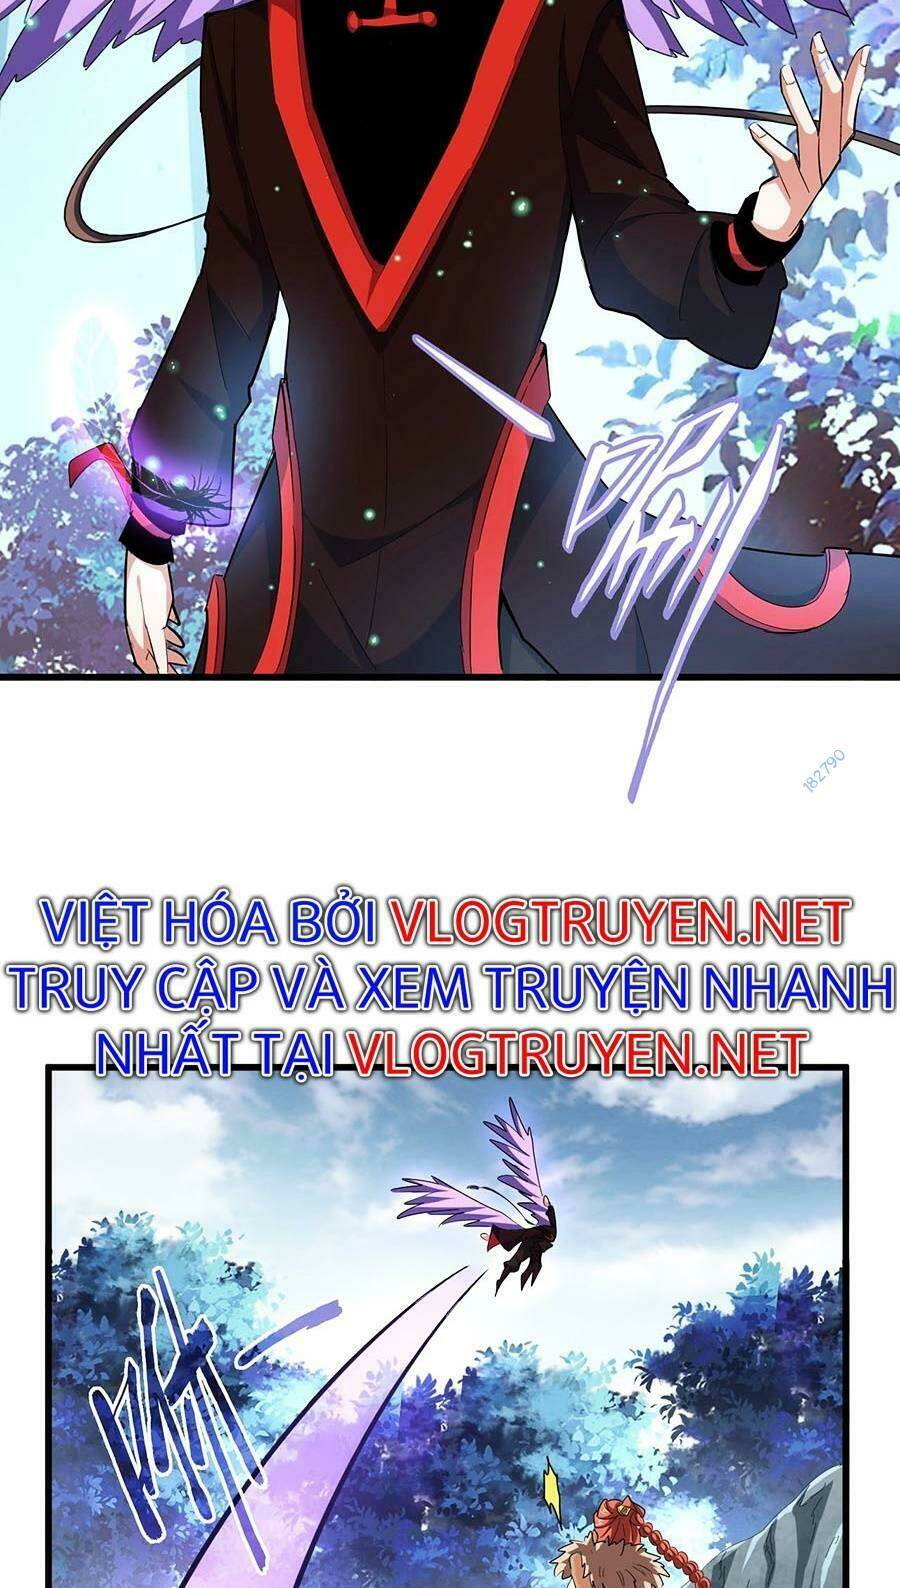 182790
VIỆT HÓA BỞI VLOGTRUYEN.NET
TRUY CẬP VÀ XEM TRUYỆN NHANH
NHẤT TẠI VLOGTRUYEN.NET